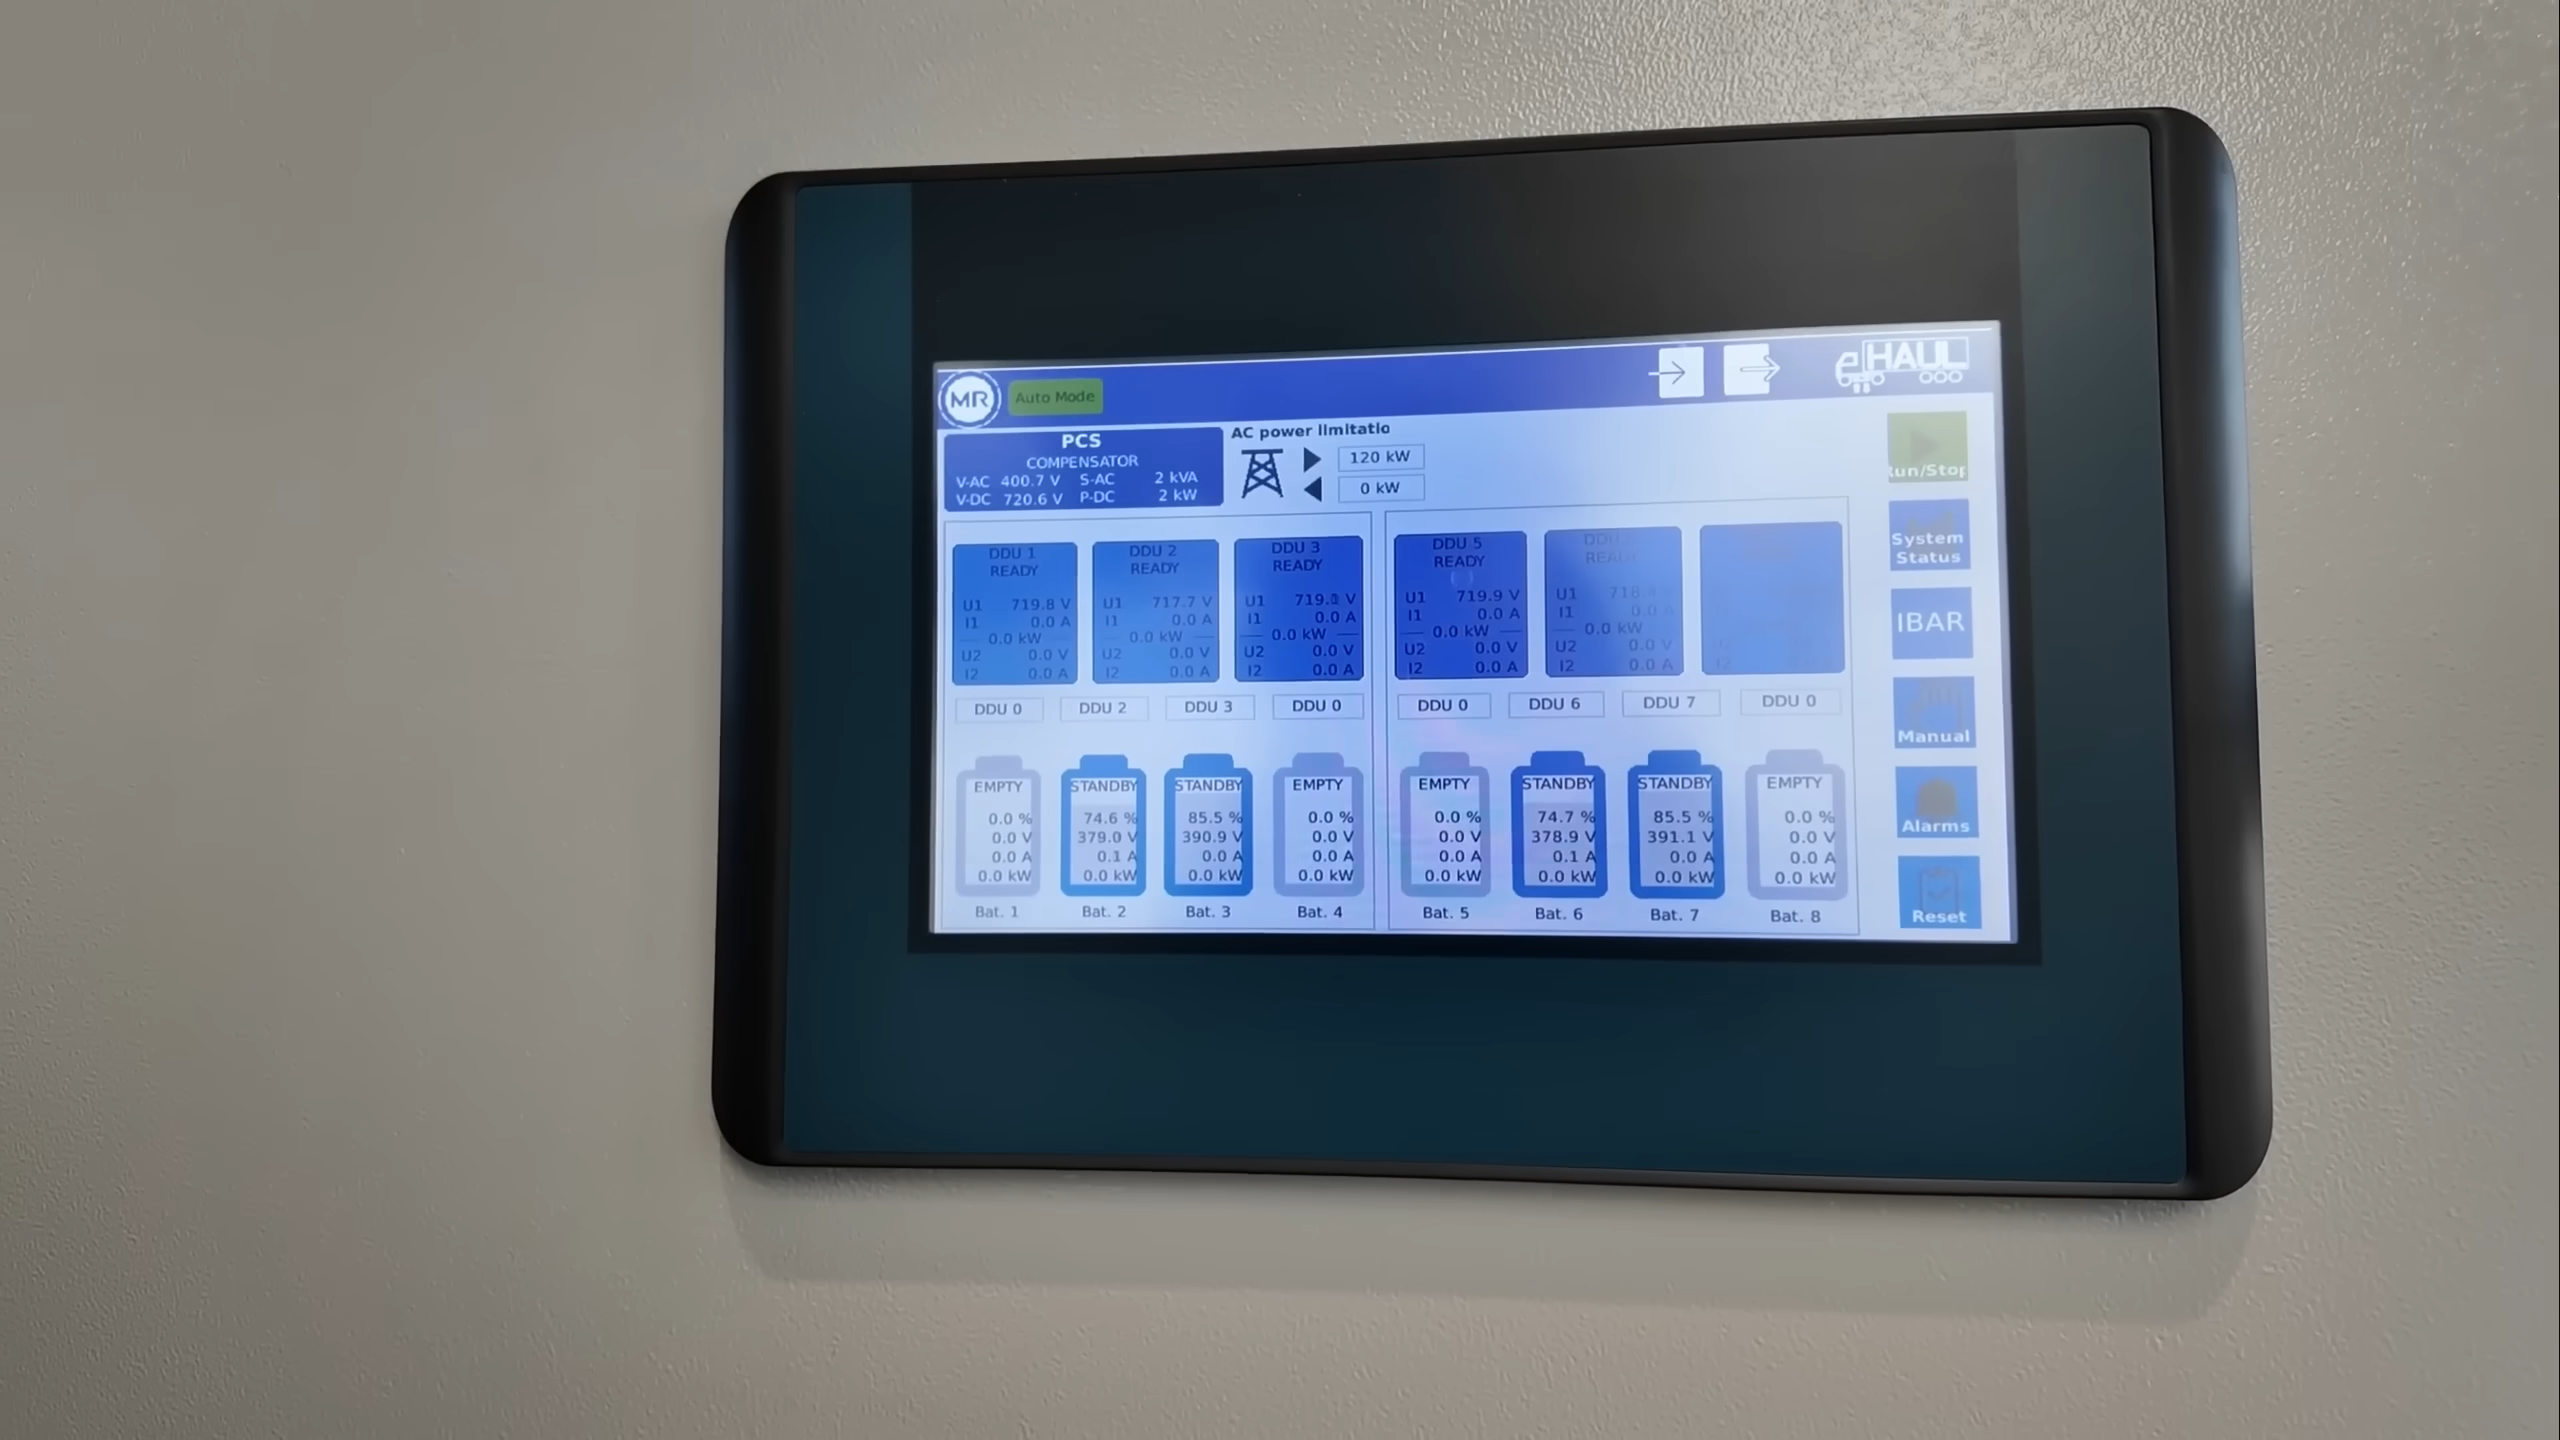 MR
Auto Mode
eHAUL
PCS
COMPENSATOR
V-AC 400.7 V S-AC 2 kVA
V-DC 720.6 V P-DC 2 kW
AC power limitatio
120 kW
0 kW
un/Stop
System
Status
IBAR
Manual
Alarms
Reset
DDU 1
READY
U1 719.8 V
I1 0.0 A
0.0 kW
U2 0.0 V
I2 0.0 A
DDU 2
READY
U1 717.7 V
I1 0.0 A
0.0 kW
U2 0.0 V
I2 0.0 A
DDU 3
READY
U1 V
I1 0.0 A
0.0 kW
U2 0.0 V
I2 0.0 A
DDU 5
READY
U1 719.9 V
I1 0.0 A
0.0 kW
U2 0.0 V
I2 0.0 A
DDU
READY
U1
I1 0.0 A
0.0 kW
U2 0.0 V
I2 0.0 A
DDU 0 DDU 2 DDU 3 DDU 0
DDU 0 DDU 6 DDU 7 DDU 0
EMPTY
0.0 %
0.0 V
0.0 A
0.0 kW
Bat. 1
STANDBY
74.6 %
379.0 V
0.1 A
0.0 kW
Bat. 2
STANDBY
85.5 %
390.9 V
0.0 A
0.0 kW
Bat. 3
EMPTY
0.0 %
0.0 V
0.0 A
0.0 kW
Bat. 4
EMPTY
0.0 %
0.0 V
0.0 A
0.0 kW
Bat. 5
STANDBY
74.7 %
378.9 V
0.1 A
0.0 kW
Bat. 6
STANDBY
85.5 %
391.1 V
0.0 A
0.0 kW
Bat. 7
EMPTY
0.0 %
0.0 V
0.0 A
0.0 kW
Bat. 8